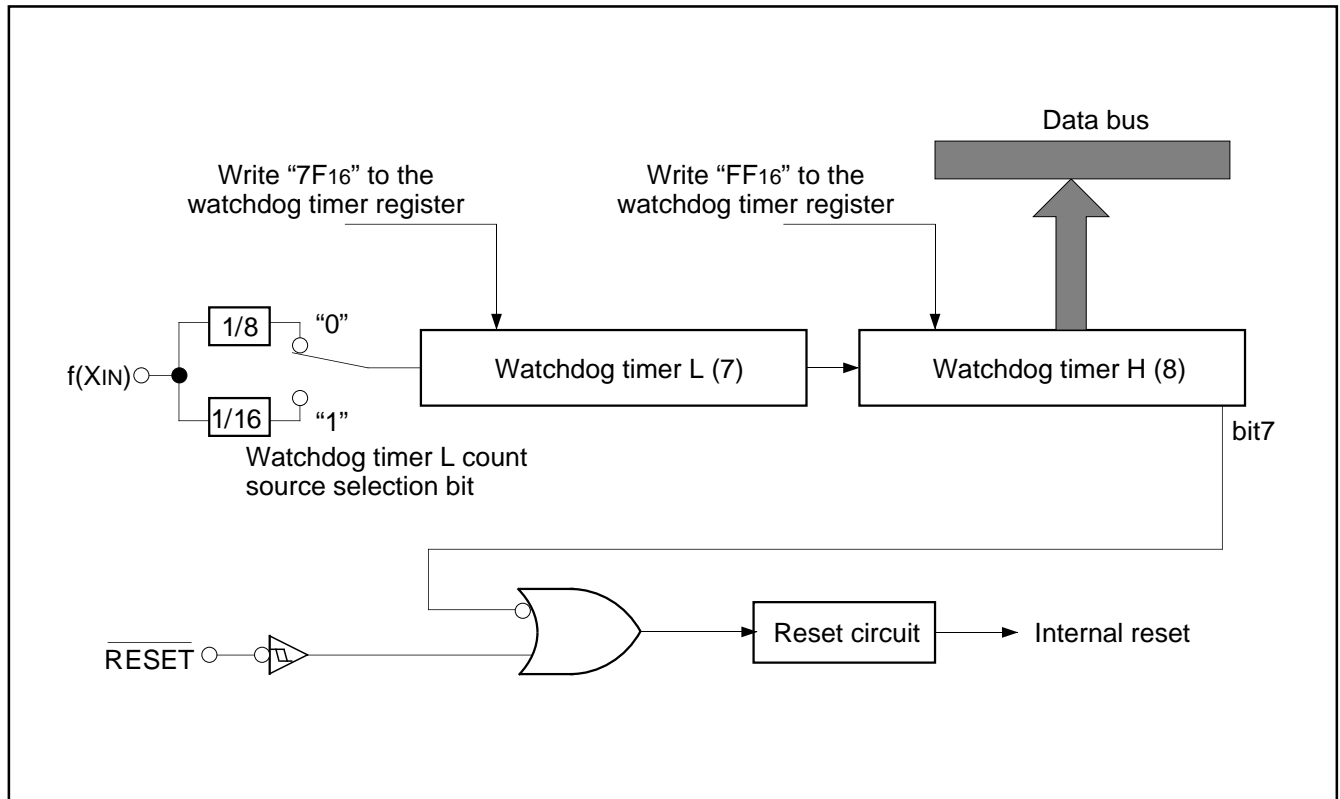 Data bus
Write “7F16” to the
watchdog timer register
Write “FF16” to the
watchdog timer register
1/8
“0”
f(XIN)
Watchdog timer L (7)
Watchdog timer H (8)
1/16
“1”
bit7
Watchdog timer L count
source selection bit
RESET
Reset circuit
Internal reset